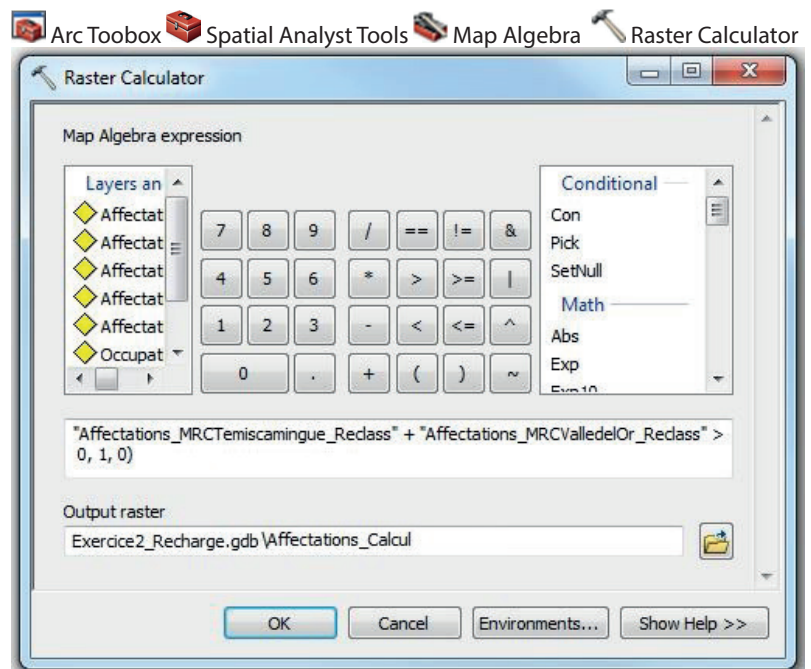 Arc Toobox Spatial Analyst Tools Map Algebra Raster Calculator
Raster Calculator
Map Algebra expression
Layers an
Affectat
Affectat
Affectat
Affectat
Affectat
Occupat
7 8 9 / == != &
4 5 6 * > >= |
1 2 3 - < <= ^
0 . + ( ) ~
Conditional
Con
Pick
SetNull
Math
Abs
Exp
Exp10
"Affectations_MRCTemiscamingue_Reclass" + "Affectations_MRCValledelOr_Reclass" >
0, 1, 0)
Output raster
Exercice2_Recharge.gdb\Affectations_Calcul
OK Cancel Environments... Show Help >>